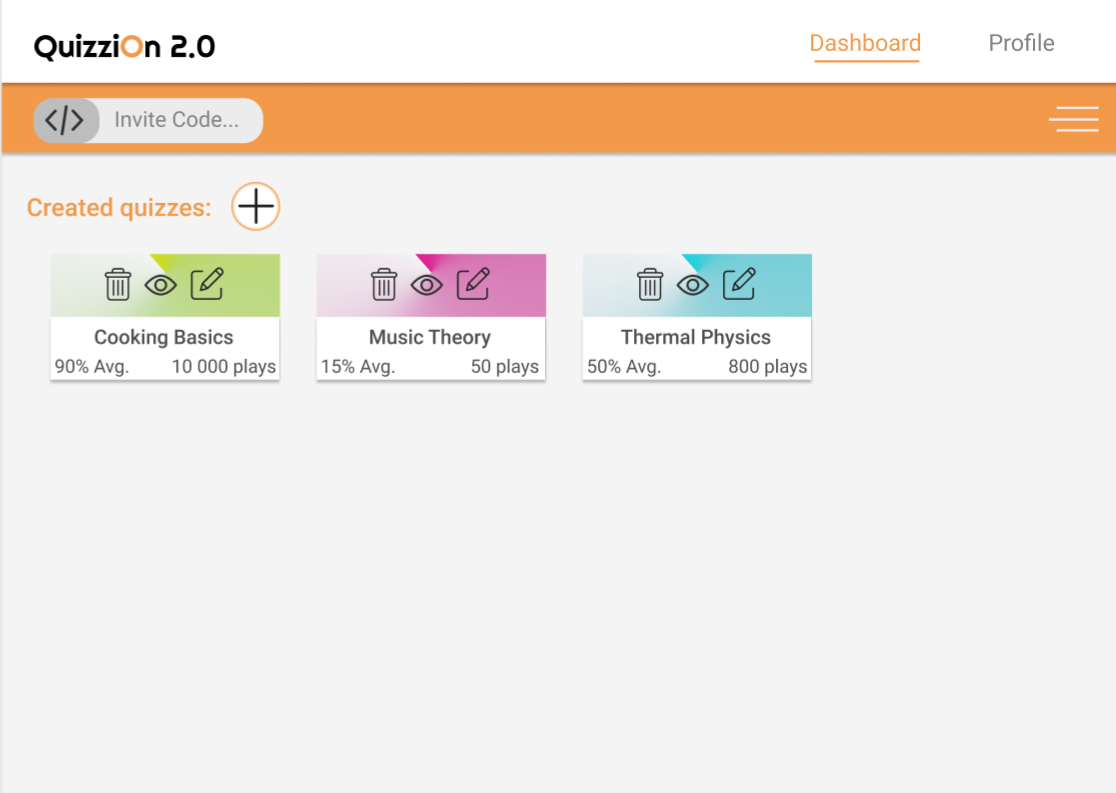 QuizziOn 2.0
Dashboard
Profile
</> Invite Code...
Created quizzes:
Cooking Basics
90% Avg. 10 000 plays
Music Theory
15% Avg. 50 plays
Thermal Physics
50% Avg. 800 plays